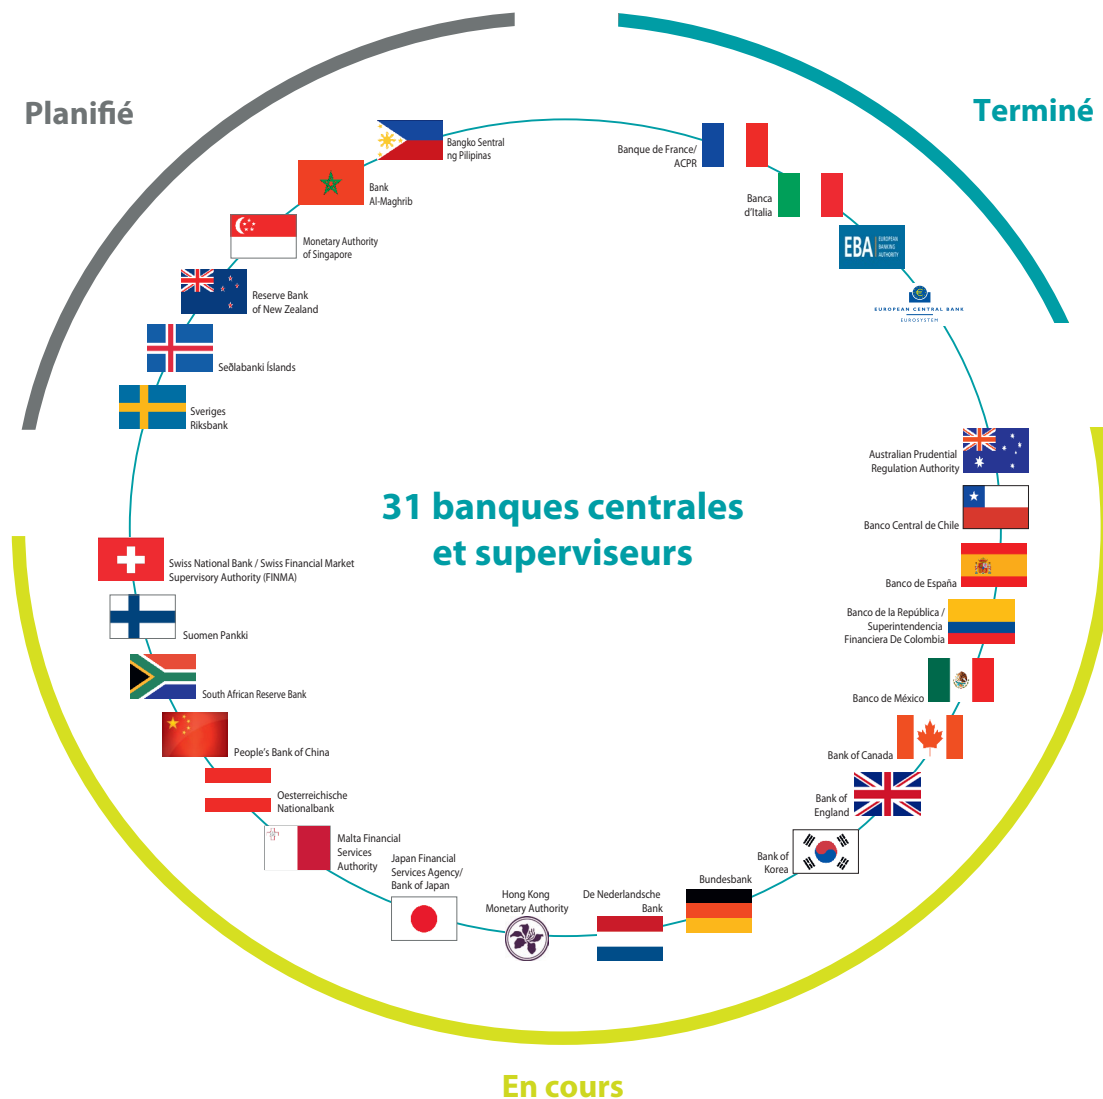 Planifié
Terminé
Bangko Sentral
ng Pilipinas
Banque de France/
ACPR
Bank
Al-Maghrib
Banca
d'Italia
Monetary Authority
of Singapore
EBA
EUROPEAN
BANKING
AUTHORITY
Reserve Bank
of New Zealand
EUROPEAN CENTRAL BANK
EUROSYSTEM
Seðlabanki Íslands
Sveriges
Riksbank
Australian Prudential
Regulation Authority
31 banques centrales
et superviseurs
Banco Central de Chile
Swiss National Bank / Swiss Financial Market
Supervisory Authority (FINMA)
Banco de España
Suomen Pankki
Banco de la República /
Superintendencia
Financiera De Colombia
South African Reserve Bank
Banco de México
People's Bank of China
Bank of Canada
Oesterreichische
Nationalbank
Bank of
England
Malta Financial
Services
Authority
Japan Financial
Services Agency/
Bank of Japan
Bank of
Korea
Hong Kong
Monetary Authority
De Nederlandsche
Bank
Bundesbank
En cours